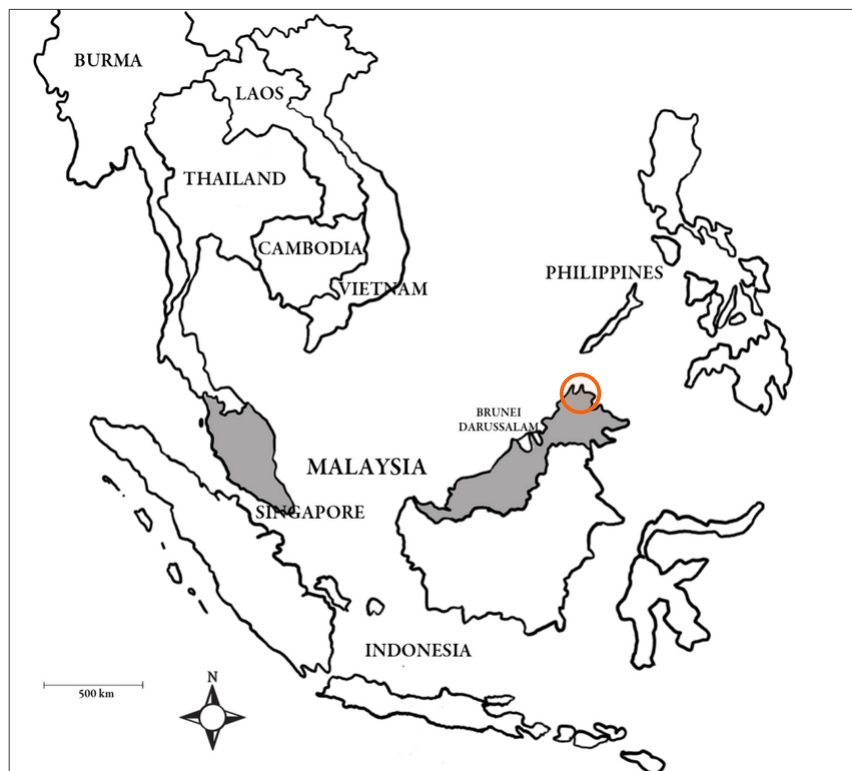 BURMA
LAOS
THAILAND
CAMBODIA
VIETNAM
PHILIPPINES
BRUNEI
DARUSSALAM
MALAYSIA
SINGAPORE
INDONESIA
N
500 km